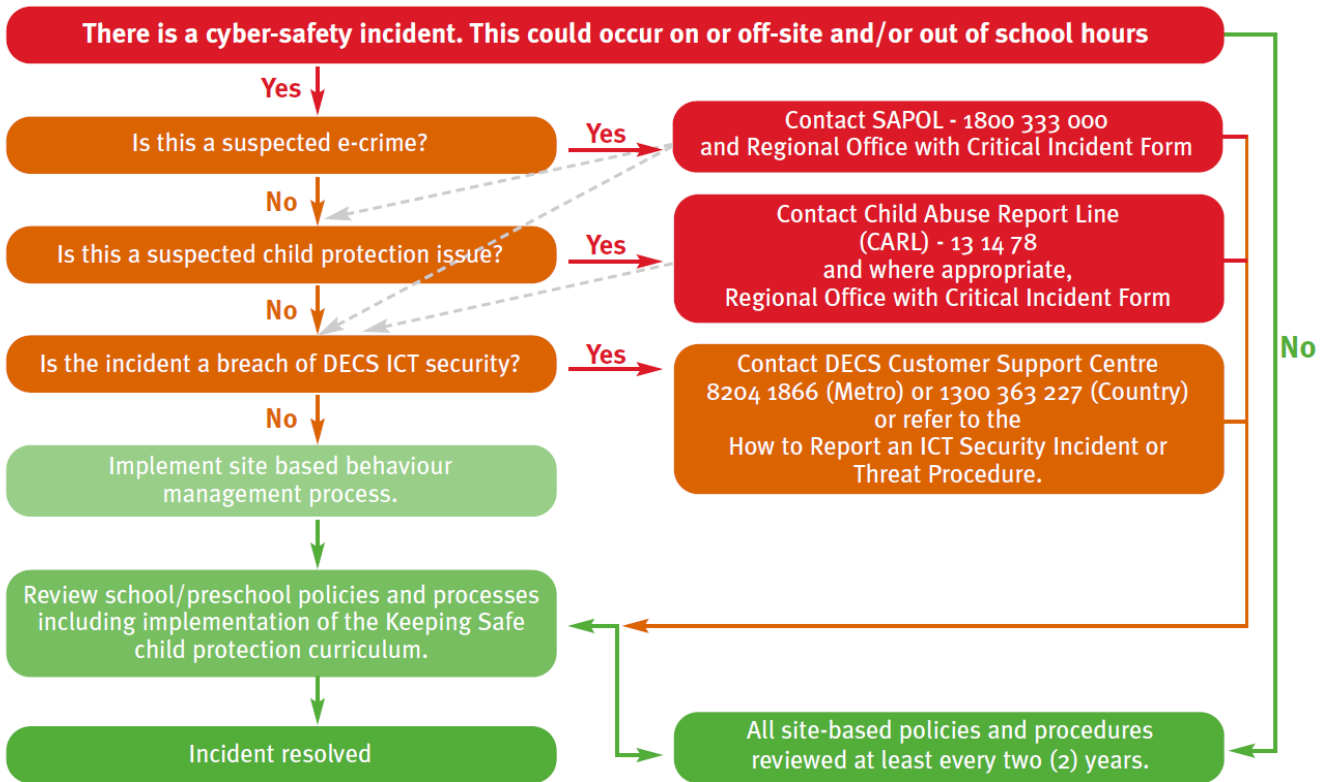 There is a cyber-safety incident. This could occur on or off-site and/or out of school hours
Yes
Is this a suspected e-crime?
Yes
Contact SAPOL - 1800 333 000
and Regional Office with Critical Incident Form
No
Is this a suspected child protection issue?
Yes
Contact Child Abuse Report Line
(CARL) - 13 14 78
and where appropriate,
Regional Office with Critical Incident Form
No
Is the incident a breach of DECS ICT security?
Yes
Contact DECS Customer Support Centre
8204 1866 (Metro) or 1300 363 227 (Country)
or refer to the
How to Report an ICT Security Incident or
Threat Procedure.
No
No
Implement site based behaviour
management process.
Review school/preschool policies and processes
including implementation of the Keeping Safe
child protection curriculum.
Incident resolved
All site-based policies and procedures
reviewed at least every two (2) years.